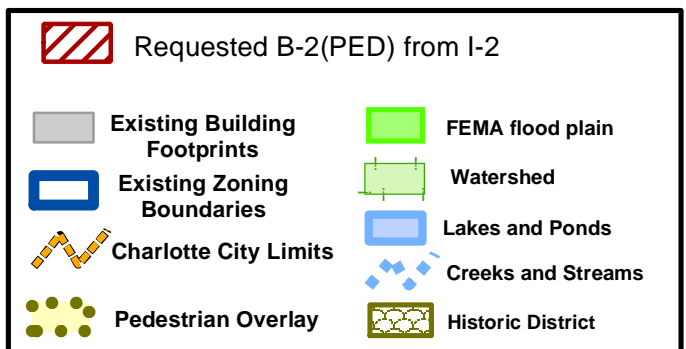 Requested B-2(PED) from I-2
Existing Building
Footprints
Existing Zoning
Boundaries
Charlotte City Limits
Pedestrian Overlay
FEMA flood plain
Watershed
Lakes and Ponds
Creeks and Streams
Historic District